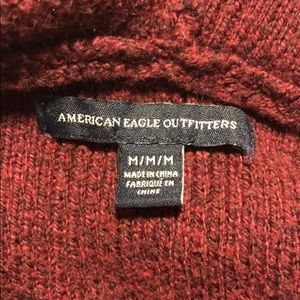 AMERICAN EAGLE OUTFITTERS
M/M/M
MADE IN CHINA
FABRIQUÉ EN
CHINE